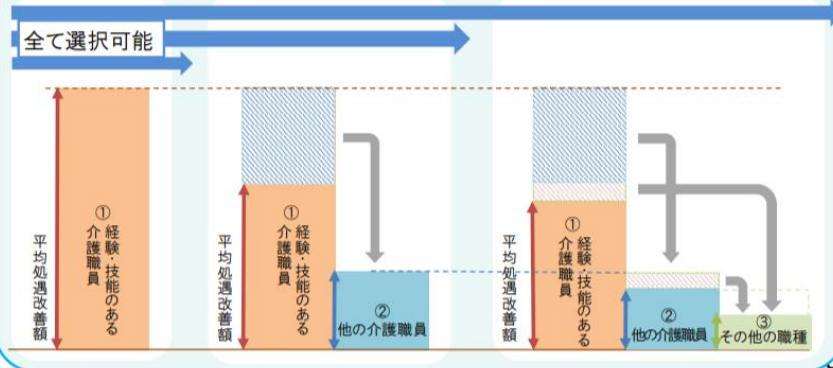 全て選択可能
平均処遇改善額
①
経験・技能のある
介護職員
平均処遇改善額
①
経験・技能のある
介護職員
②
他の介護職員
平均処遇改善額
①
経験・技能のある
介護職員
②
他の介護職員
③
その他の職種